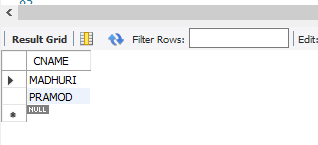 Result Grid Filter Rows: Edit:
CNAME
MADHURI
PRAMOD
NULL